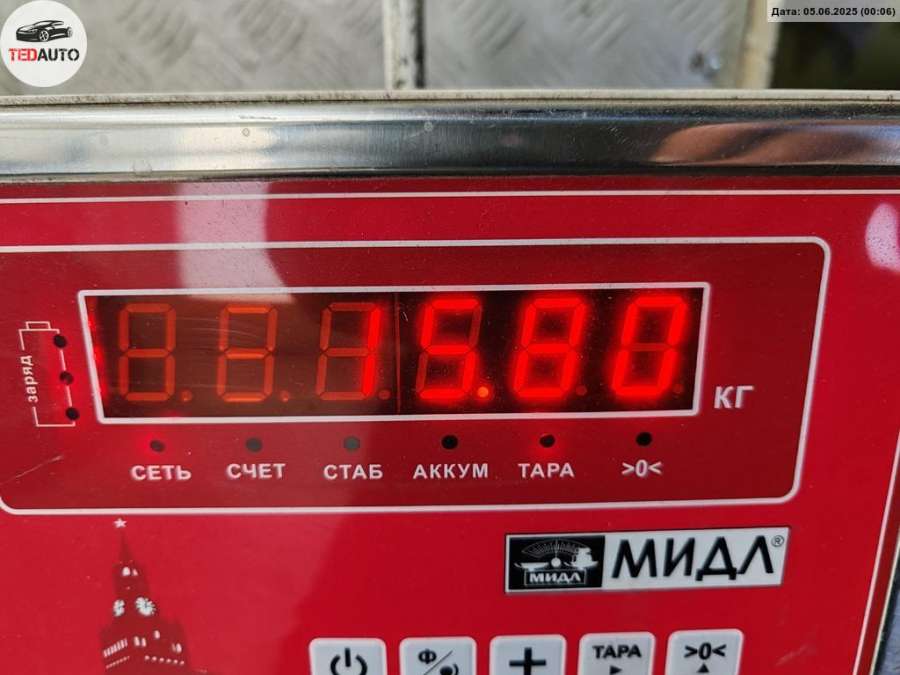 TEDAUTO
Дата: 05.06.2025 (00:06)
заряд
15.80
КГ
СЕТЬ СЧЕТ СТАБ АККУМ ТАРА >0<
МИДЛ МИДЛ®
Ф ТАРА >0<